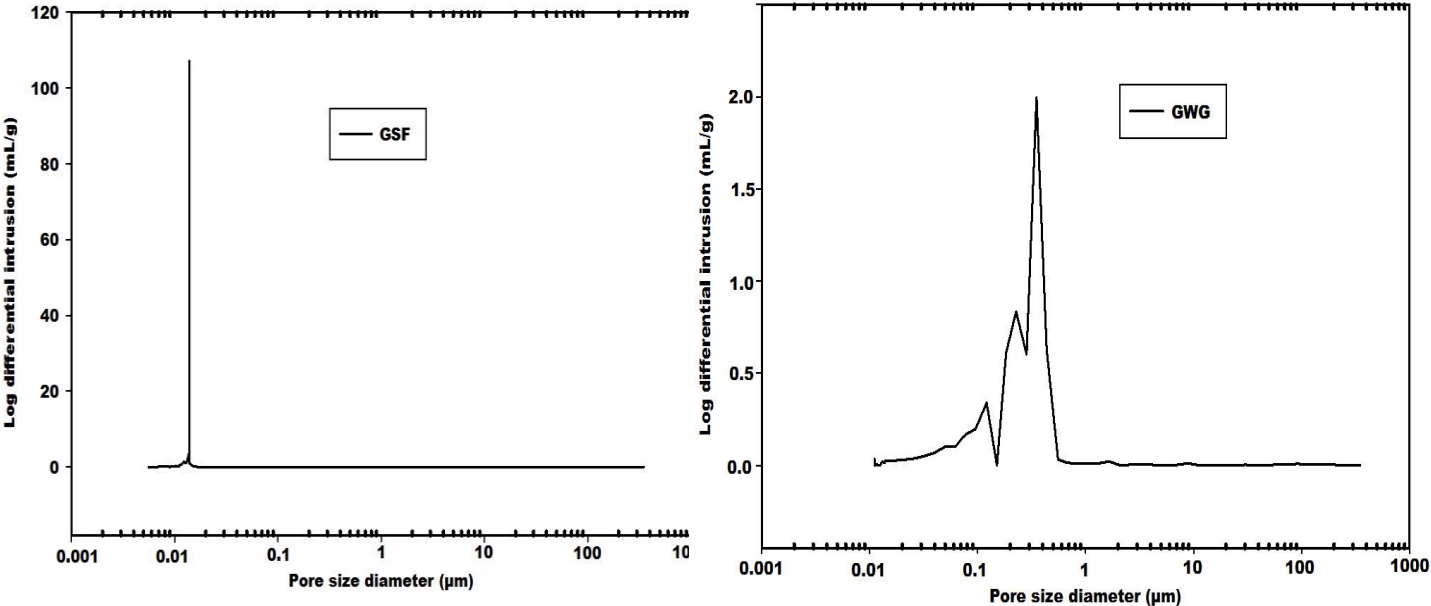 Log differential intrusion (mL/g)
120
100
80
60
40
20
0
GSF
0.001 0.01 0.1 1 10 100 10
Pore size diameter (µm)
Log differential intrusion (mL/g)
2.0
1.5
1.0
0.5
0.0
GWG
0.001 0.01 0.1 1 10 100 1000
Pore size diameter (µm)